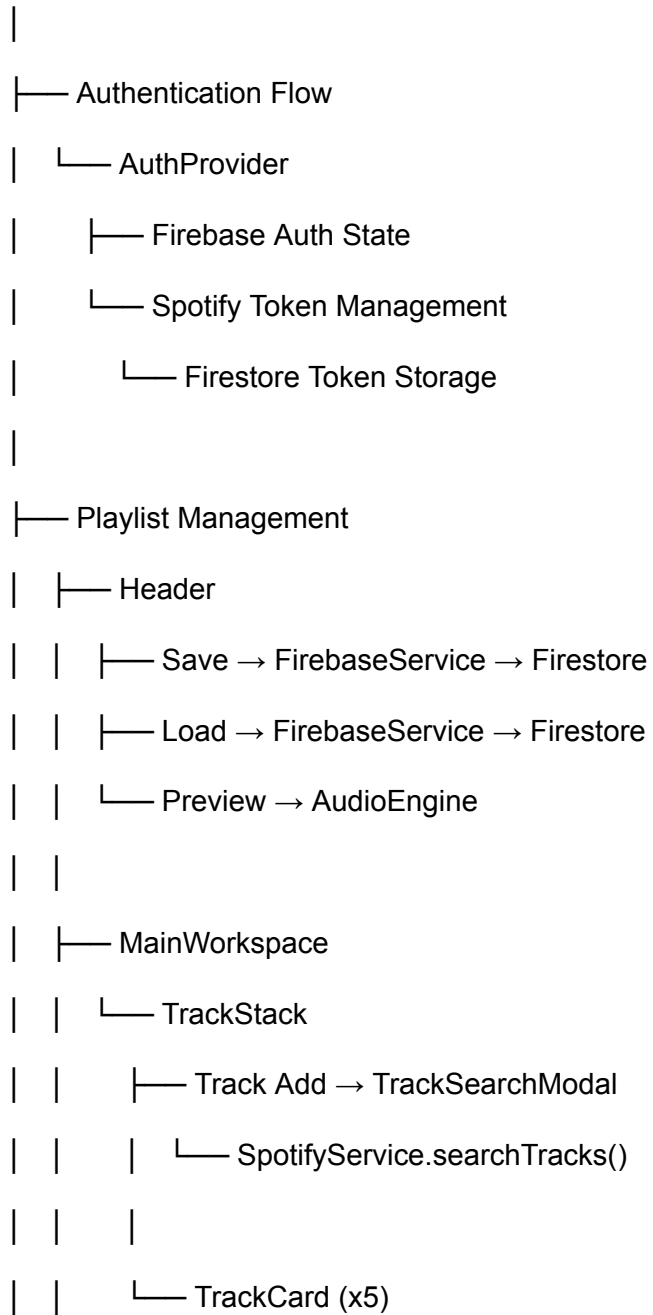 │
├── Authentication Flow
│   └── AuthProvider
│       ├── Firebase Auth State
│       └── Spotify Token Management
│           └── Firestore Token Storage
│
├── Playlist Management
│   ├── Header
│   │   ├── Save → FirebaseService → Firestore
│   │   ├── Load → FirebaseService → Firestore
│   │   └── Preview → AudioEngine
│   │
│   ├── MainWorkspace
│   │   └── TrackStack
│   │       ├── Track Add → TrackSearchModal
│   │       │   └── SpotifyService.searchTracks()
│   │       │
│   │       └── TrackCard (x5)